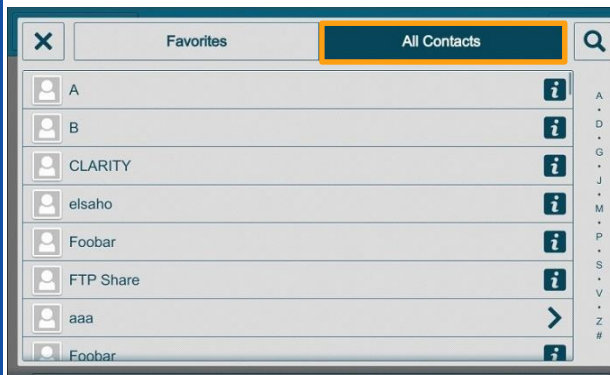 Favorites
All Contacts
A
B
CLARITY
elsaho
Foobar
FTP Share
aaa
Foobar
A
D
G
J
M
P
S
V
Z
#